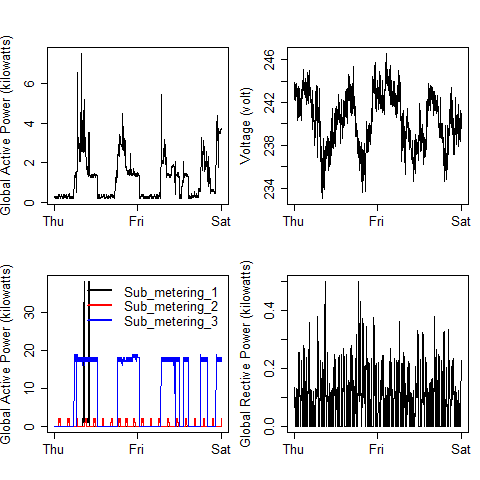 Global Active Power (kilowatts)
0 2 4 6
Thu Fri Sat
Voltage (volt)
234 238 242 246
Thu Fri Sat
Global Active Power (kilowatts)
0 10 20 30
Sub_metering_1
Sub_metering_2
Sub_metering_3
Thu Fri Sat
Global Rective Power (kilowatts)
0.0 0.2 0.4
Thu Fri Sat